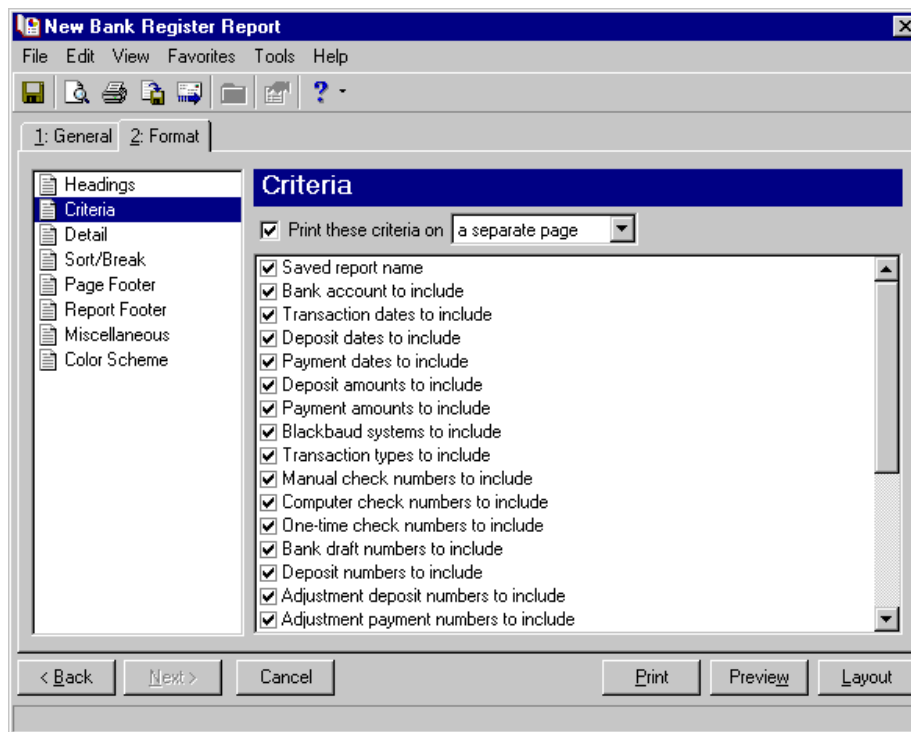 New Bank Register Report
File Edit View Favorites Tools Help
?
1: General 2: Format
Headings
Criteria
Detail
Sort/Break
Page Footer
Report Footer
Miscellaneous
Color Scheme
Criteria
Print these criteria on a separate page
Saved report name
Bank account to include
Transaction dates to include
Deposit dates to include
Payment dates to include
Deposit amounts to include
Payment amounts to include
Blackbaud systems to include
Transaction types to include
Manual check numbers to include
Computer check numbers to include
One-time check numbers to include
Bank draft numbers to include
Deposit numbers to include
Adjustment deposit numbers to include
Adjustment payment numbers to include
< Back Next > Cancel Print Preview Layout